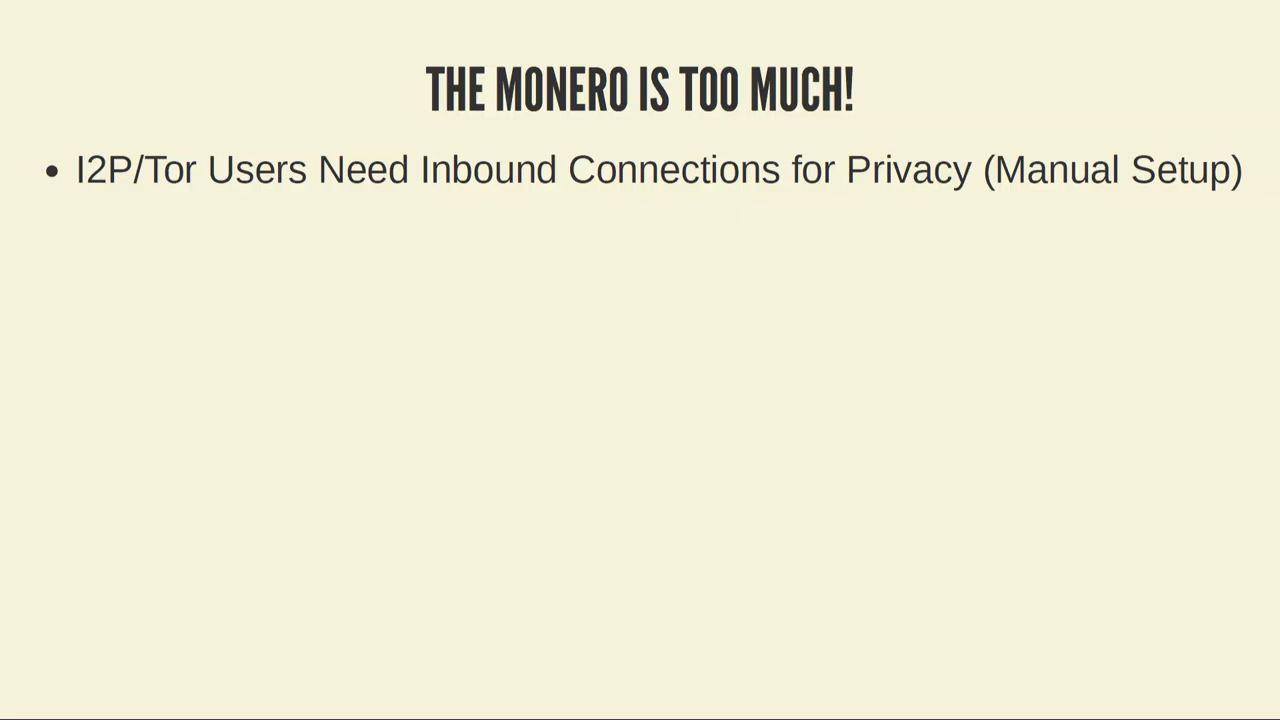 THE MONERO IS TOO MUCH!
• I2P/Tor Users Need Inbound Connections for Privacy (Manual Setup)